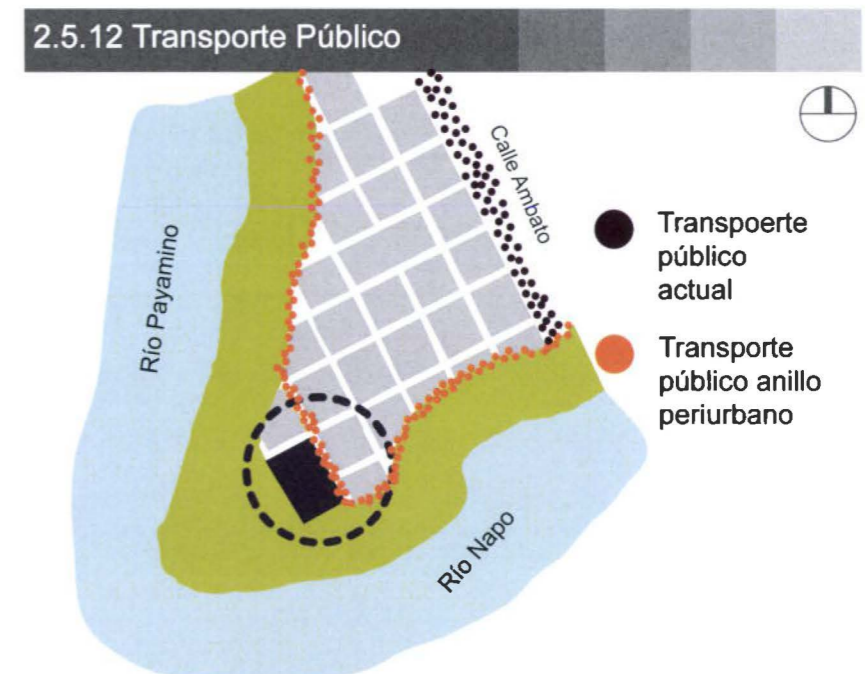 2.5.12 Transporte Público
Calle Ambato
Río Payamino
Transpoerte
público
actual
Transporte
público anillo
periurbano
Río Napo